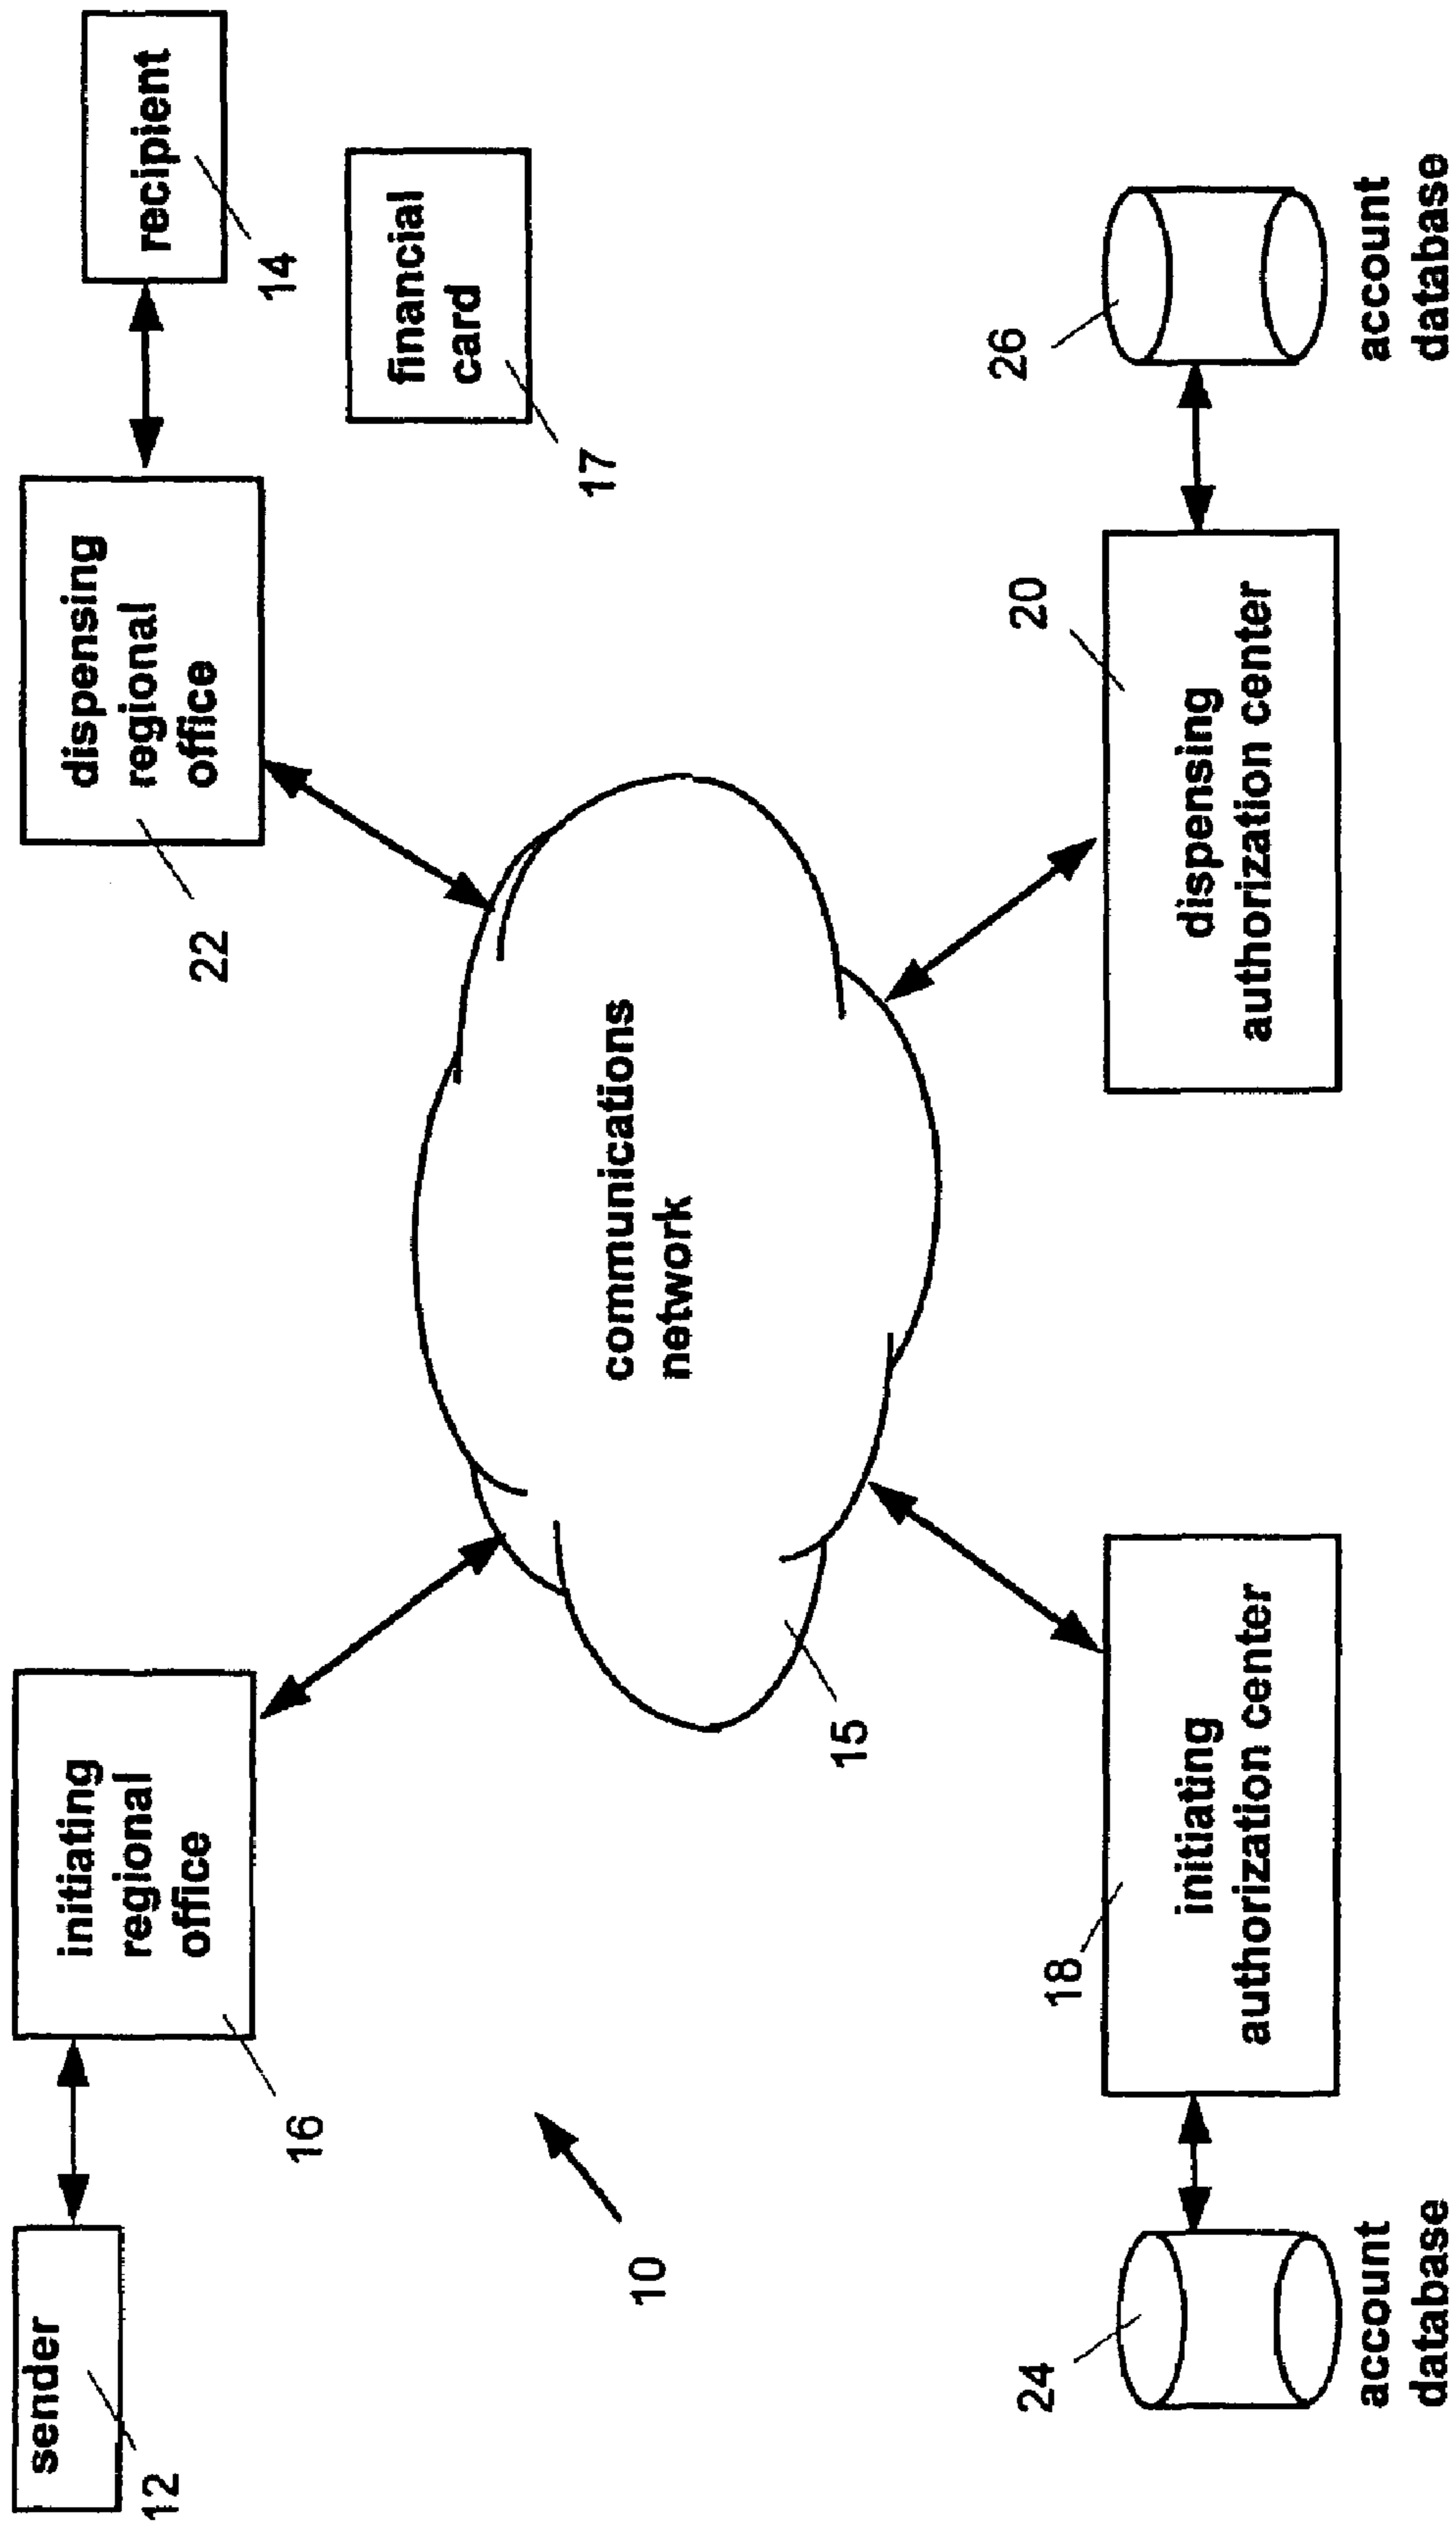 sender
12
initiating
regional
office
16
dispensing
regional
office
22
recipient
14
financial
card
17
communications
network
15
10
24
account
database
18
initiating
authorization center
20
dispensing
authorization center
26
account
database